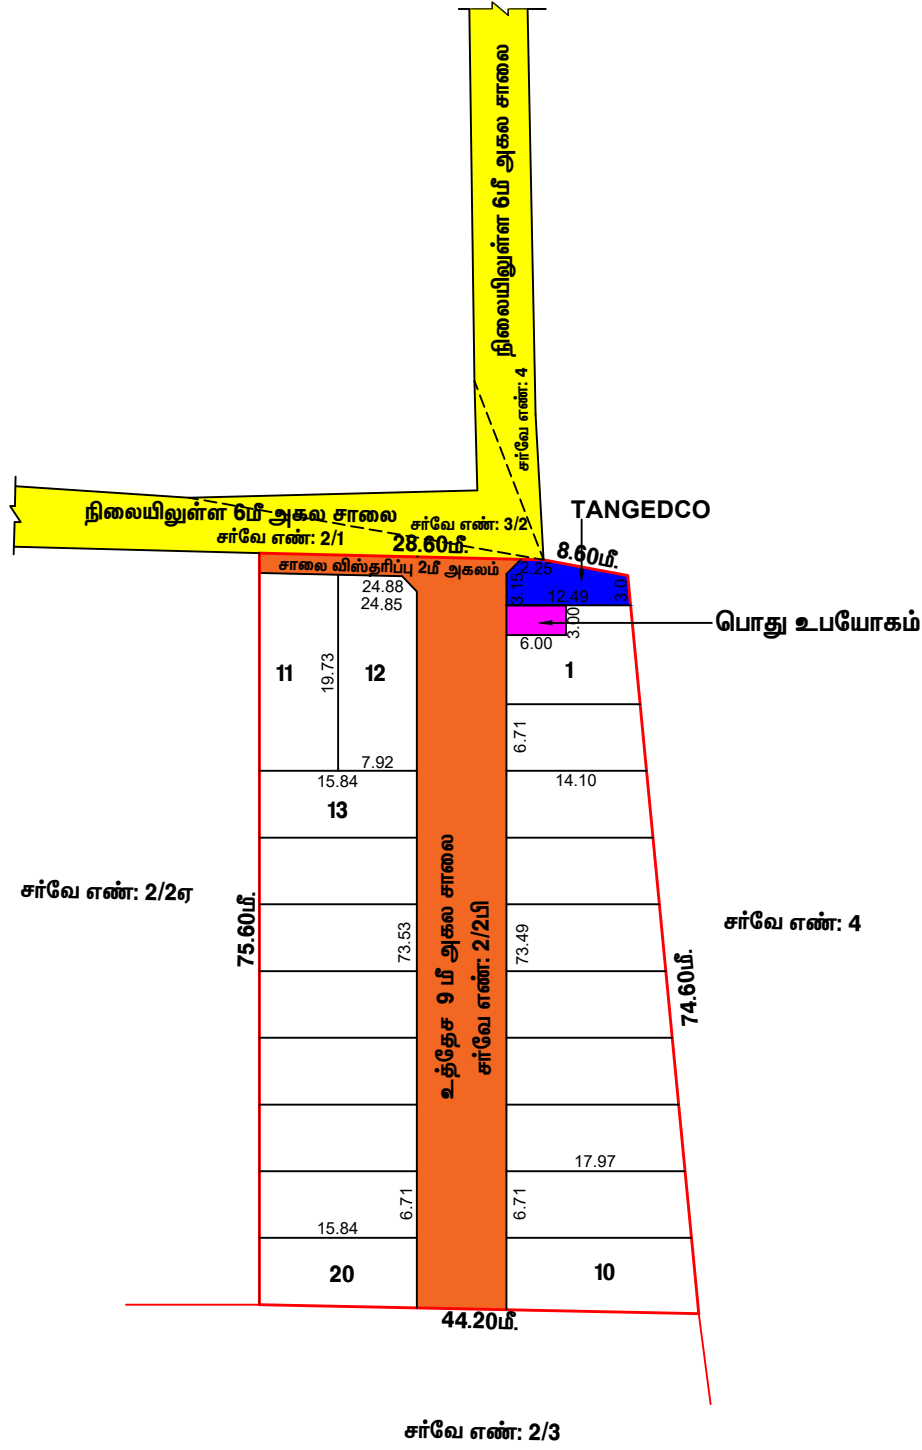 நிலையிலுள்ள 6மீ அகல சாலை
சர்வே எண்: 4
நிலையிலுள்ள 6மீ அகல சாலை
சர்வே எண்: 3/2
சர்வே எண்: 2/1
28.60மீ.
TANGEDCO
8.60மீ.
சாலை விஸ்தரிப்பு 2மீ அகலம்
2.25
3.15
12.49
3.0
24.88
24.85
3.00
6.00
பொது உபயோகம்
11
19.73
12
1
6.71
7.92
15.84
14.10
13
சர்வே எண்: 2/2ஏ
75.60மீ.
73.53
உத்தேச 9 மீ அகல சாலை
சர்வே எண்: 2/2பி
73.49
சர்வே எண்: 4
74.60மீ.
17.97
6.71
6.71
15.84
20
10
44.20மீ.
சர்வே எண்: 2/3